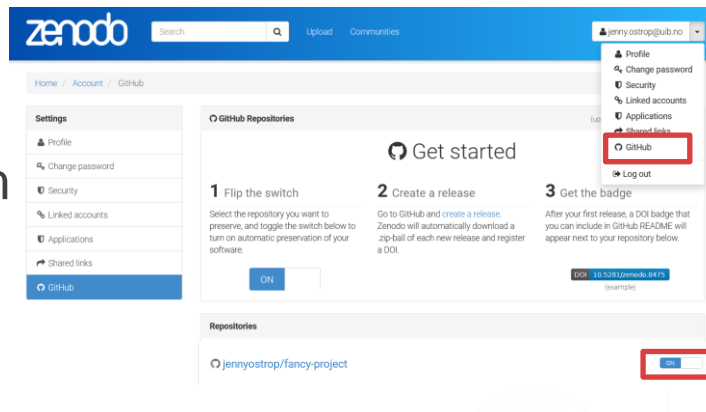 zenodo
Search
Upload
Communities
jenny.ostrop@uib.no
Profile
Change password
Security
Linked accounts
Applications
Shared links
GitHub
Log out
Home / Account / GitHub
Settings
Profile
Change password
Security
Linked accounts
Applications
Shared links
GitHub
GitHub Repositories
Get started
1 Flip the switch
Select the repository you want to
preserve, and toggle the switch below to
turn on automatic preservation of your
software.
ON
2 Create a release
Go to GitHub and create a release.
Zenodo will automatically download a
.zip-ball of each new release and register
a DOI.
3 Get the badge
After your first release, a DOI badge that
you can include in GitHub README will
appear next to your repository below.
DOI 10.5281/zenodo.8475
(example)
Repositories
jennyostrop/fancy-project
ON